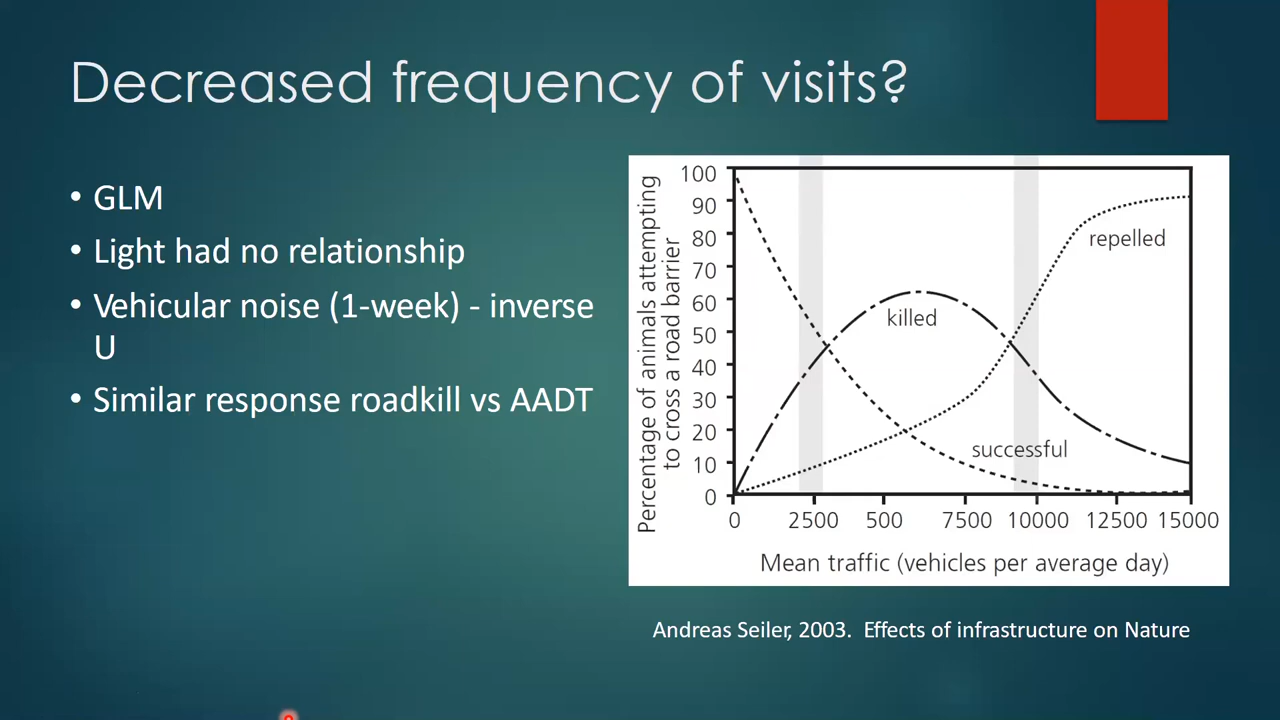 Decreased frequency of visits?
• GLM
• Light had no relationship
• Vehicular noise (1-week) - inverse
U
• Similar response roadkill vs AADT
Percentage of animals attempting
to cross a road barrier
100
90
80
70
60
50
40
30
20
10
0
repelled
killed
successful
0 2500 500 7500 10000 12500 15000
Mean traffic (vehicles per average day)
Andreas Seiler, 2003. Effects of infrastructure on Nature